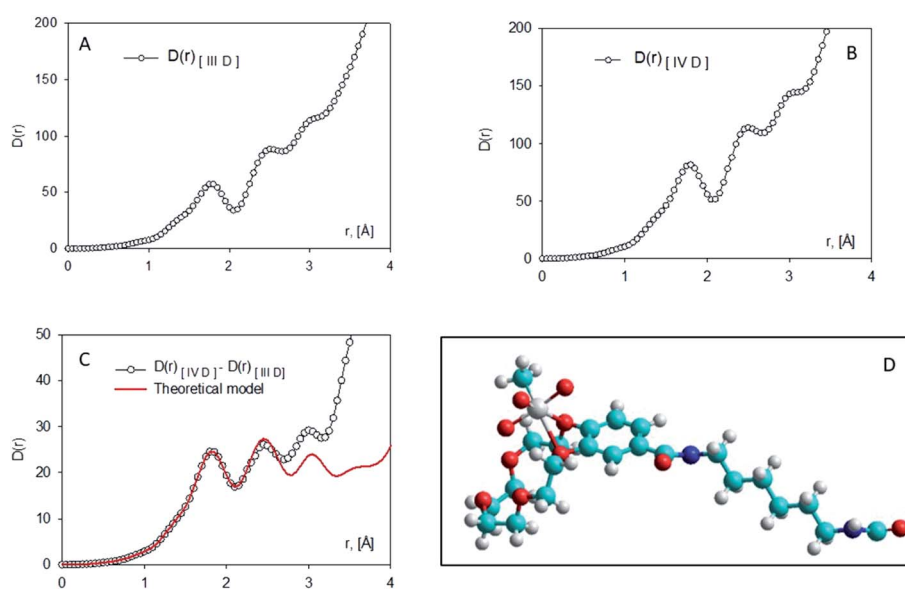 200
A
D(r) [ III D ]
150
D(r)
100
50
r, [Å]
0
0 1 2 3 4
200
B
D(r) [ IV D ]
150
D(r)
100
50
r, [Å]
0
0 1 2 3 4
50
C
D(r) [ IV D ] - D(r) [ III D]
40
Theoretical model
30
D(r)
20
10
r, [Å]
0
0 1 2 3 4
D